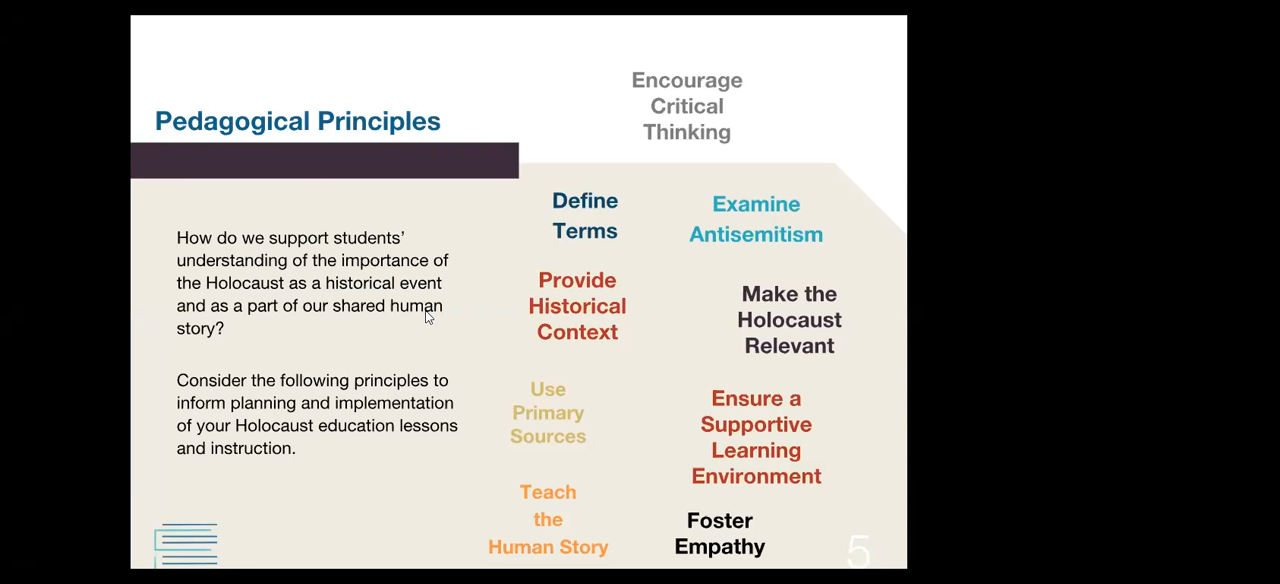 Pedagogical Principles
How do we support students’
understanding of the importance of
the Holocaust as a historical event
and as a part of our shared human
story?
Consider the following principles to
inform planning and implementation
of your Holocaust education lessons
and instruction.
Encourage
Critical
Thinking
Define
Terms
Examine
Antisemitism
Provide
Historical
Context
Make the
Holocaust
Relevant
Use
Primary
Sources
Ensure a
Supportive
Learning
Environment
Teach
the
Human Story
Foster
Empathy
5